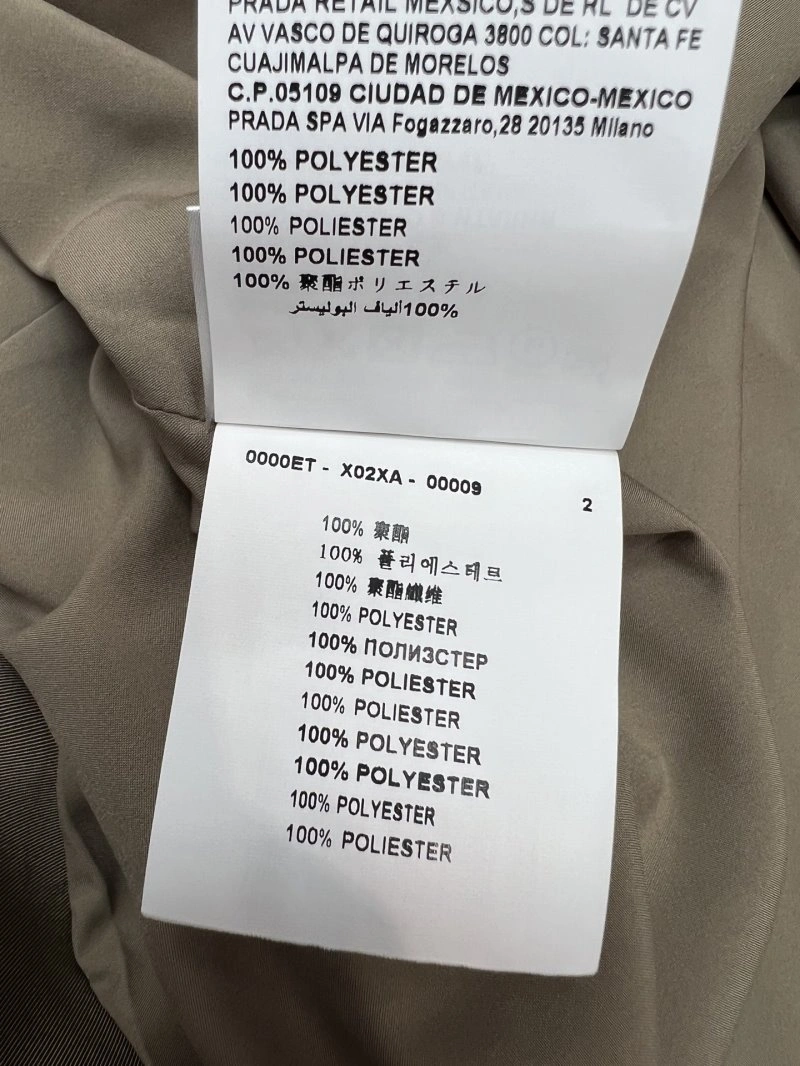 PRADA RETAIL MEXSICO,S DE RL DE CV
AV VASCO DE QUIROGA 3800 COL: SANTA FE
CUAJIMALPA DE MORELOS
C.P.05109 CIUDAD DE MEXICO-MEXICO
PRADA SPA VIA Fogazzaro,28 20135 Milano
100% POLYESTER
100% POLYESTER
100% POLIESTER
100% POLIESTER
100% 聚酯ポリエステル
100%ألياف البوليستر
0000ET - X02XA - 00009
2
100% 聚酯
100% 폴리에스테르
100% 聚酯纖维
100% POLYESTER
100% ПОЛИЗСТЕР
100% POLIESTER
100% POLIESTER
100% POLYESTER
100% POLYESTER
100% POLYESTER
100% POLIESTER